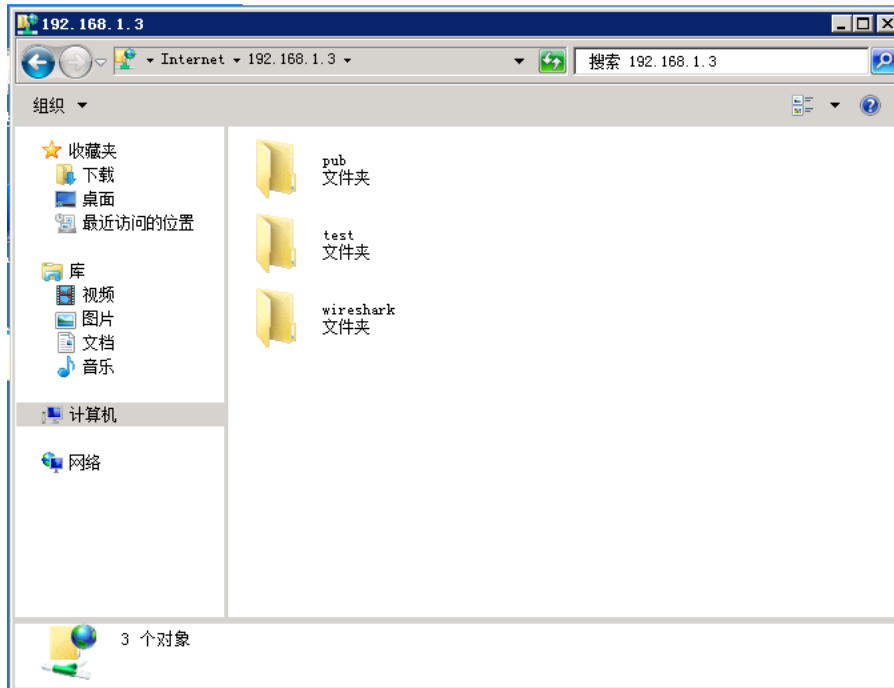 192.168.1.3
Internet 192.168.1.3
搜索 192.168.1.3
组织
收藏夹
下载
桌面
最近访问的位置
库
视频
图片
文档
音乐
计算机
网络
pub
文件夹
test
文件夹
wireshark
文件夹
3 个对象